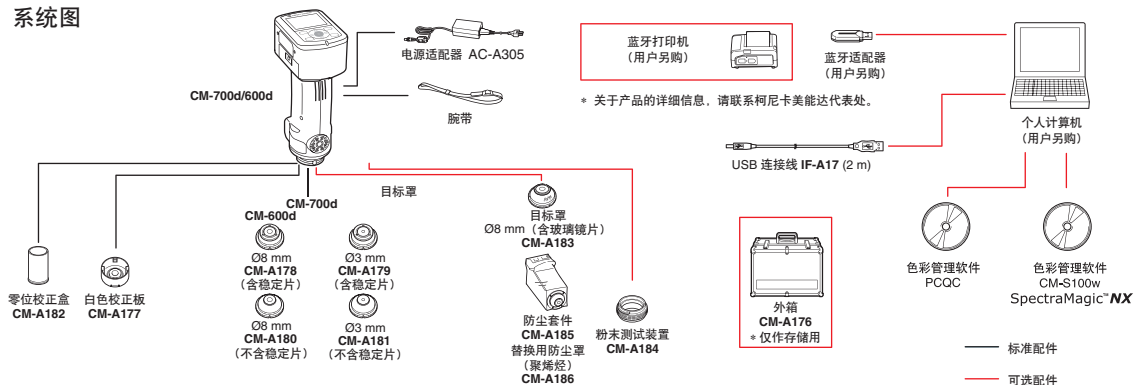 系统图
电源适配器 AC-A305
CM-700d/600d
腕带
蓝牙打印机
(用户另购)
蓝牙适配器
(用户另购)
* 关于产品的详细信息，请联系柯尼卡美能达代表处。
个人计算机
(用户另购)
USB 连接线 IF-A17 (2 m)
目标罩
CM-700d
CM-600d
Ø8 mm
CM-A178
(含稳定片)
Ø3 mm
CM-A179
(含稳定片)
Ø8 mm
CM-A180
(不含稳定片)
Ø3 mm
CM-A181
(不含稳定片)
零位校正盒
CM-A182
白色校正板
CM-A177
目标罩
Ø8 mm（含玻璃镜片）
CM-A183
防尘套件
CM-A185
替换用防尘罩
(聚烯烃)
CM-A186
粉末测试装置
CM-A184
外箱
CM-A176
* 仅作存储用
色彩管理软件
PCQC
色彩管理软件
CM-S100w
SpectraMagic™NX
标准配件
可选配件